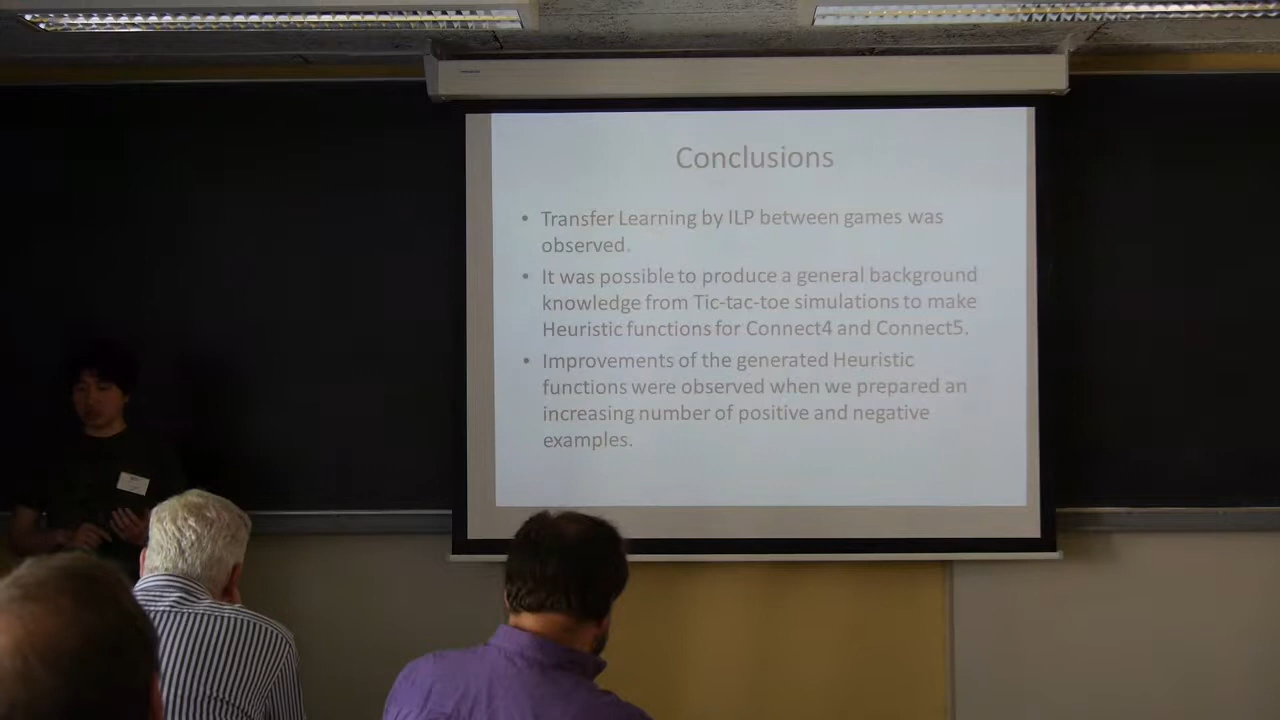 Conclusions
• Transfer Learning by ILP between games was
observed.
• It was possible to produce a general background
knowledge from Tic-tac-toe simulations to make
Heuristic functions for Connect4 and Connect5.
• Improvements of the generated Heuristic
functions were observed when we prepared an
increasing number of positive and negative
examples.